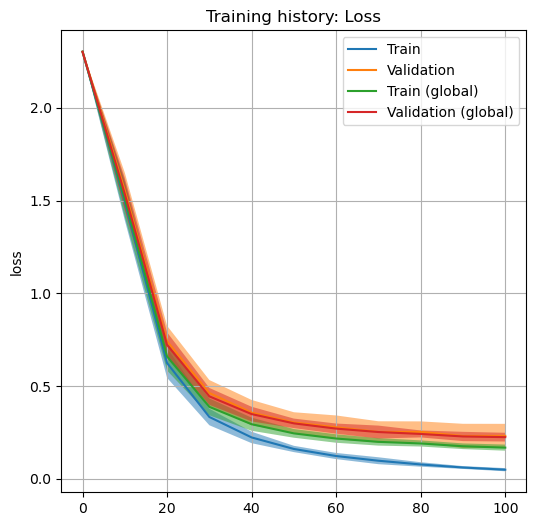 Training history: Loss
Train
Validation
Train (global)
Validation (global)
loss
2.0
1.5
1.0
0.5
0.0
0
20
40
60
80
100